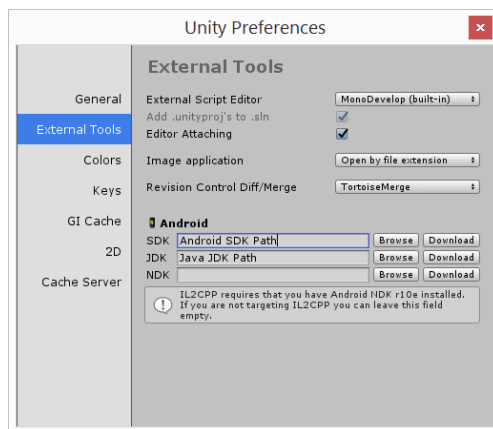 Unity Preferences
x
External Tools
General
External Tools
Colors
Keys
GI Cache
2D
Cache Server
External Script Editor MonoDevelop (built-in)
Add .unityproj's to .sln
Editor Attaching
Image application Open by file extension
Revision Control Diff/Merge TortoiseMerge
Android
SDK Android SDK Path Browse Download
JDK Java JDK Path Browse Download
NDK Browse Download
IL2CPP requires that you have Android NDK r10e installed.
If you are not targeting IL2CPP you can leave this field
empty.